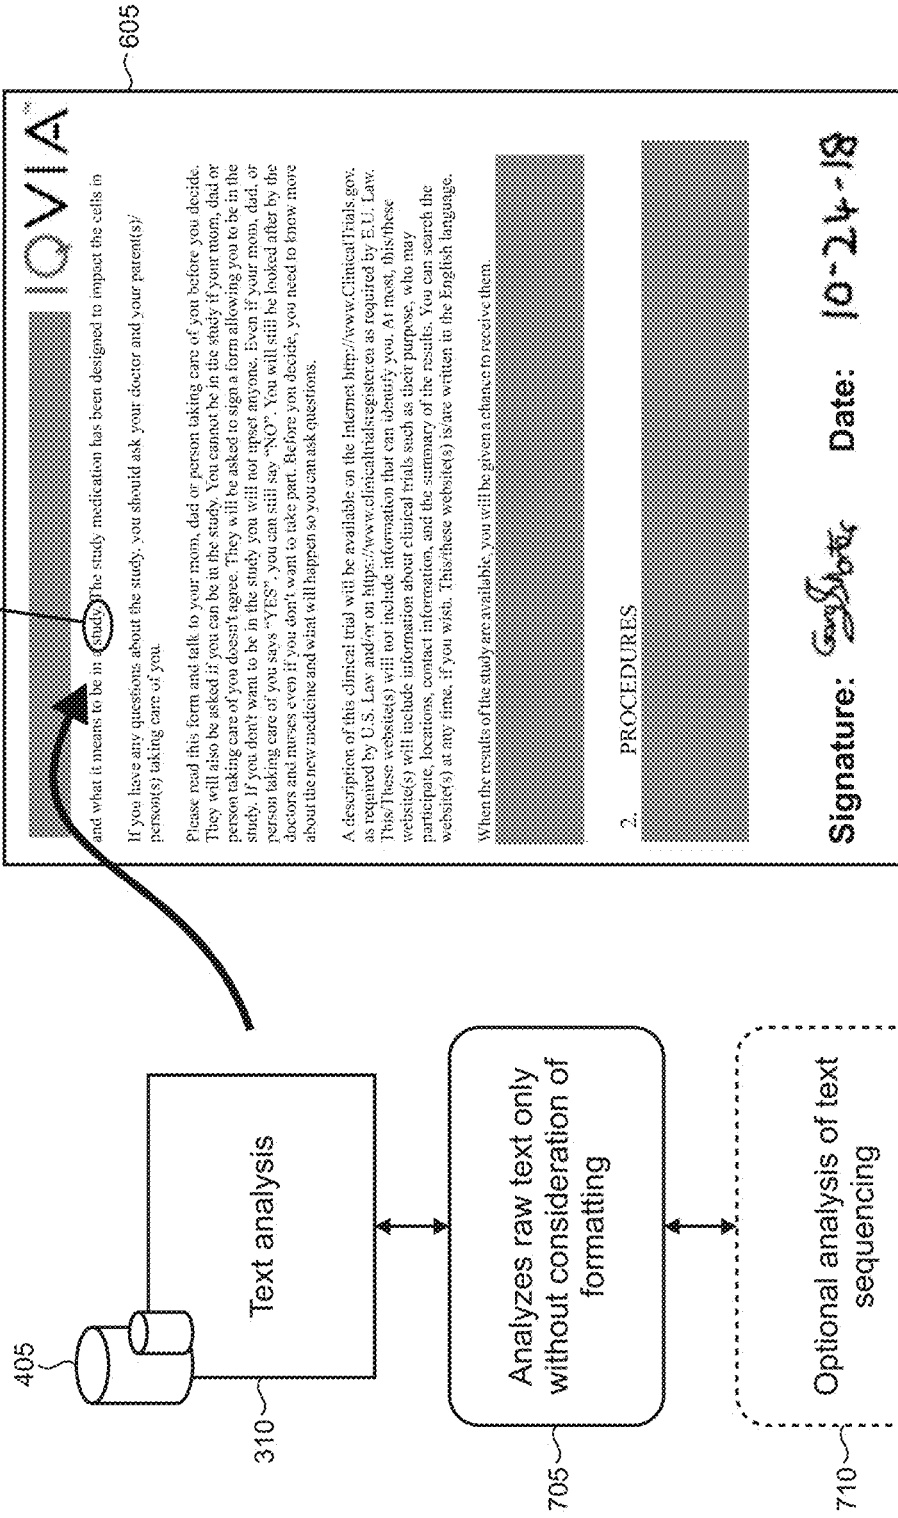 405
310
Text analysis
705
Analyzes raw text only
without consideration of
formatting
710
Optional analysis of text
sequencing
605
IQVIA
and what it means to be in a study. The study medication has been designed to impact the cells in
If you have any questions about the study, you should ask your doctor and your parent(s)/
person(s) taking care of you.
Please read this form and talk to your mom, dad or person taking care of you before you decide.
They will also be asked if you can be in the study. You cannot be in the study if your mom, dad or
person taking care of you doesn't agree. They will be asked to sign a form allowing you to be in the
study. If you don't want to be in the study you will not upset anyone. Even if your mom, dad, or
person taking care of you says "YES", you can still say "NO". You will still be looked after by the
doctors and nurses even if you don't want to take part. Before you decide, you need to know more
about the new medicine and what will happen so you can ask questions.
A description of this clinical trial will be available on the Internet http://www.ClinicalTrials.gov.
as required by U.S. Law and/or on https://www.clinicaltrialsregister.eu as required by E.U. Law.
This/These website(s) will not include information that can identify you. At most, this/these
website(s) will include information about clinical trials such as their purpose, who may
participate, locations, contact information, and the summary of the results. You can search the
website(s) at any time, if you wish. This/these website(s) is/are written in the English language.
When the results of the study are available, you will be given a chance to receive them.
2. PROCEDURES
Signature: Date: 10-24-18